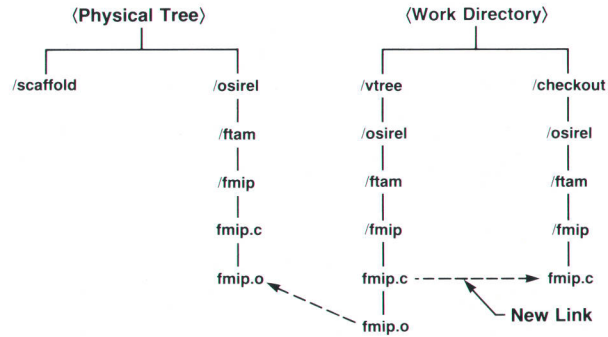 〈Physical Tree〉 〈Work Directory〉
/scaffold /osirel /vtree /checkout
/ftam /osirel /osirel
/fmip /ftam /ftam
fmip.c /fmip /fmip
fmip.o fmip.c fmip.c
New Link
fmip.o